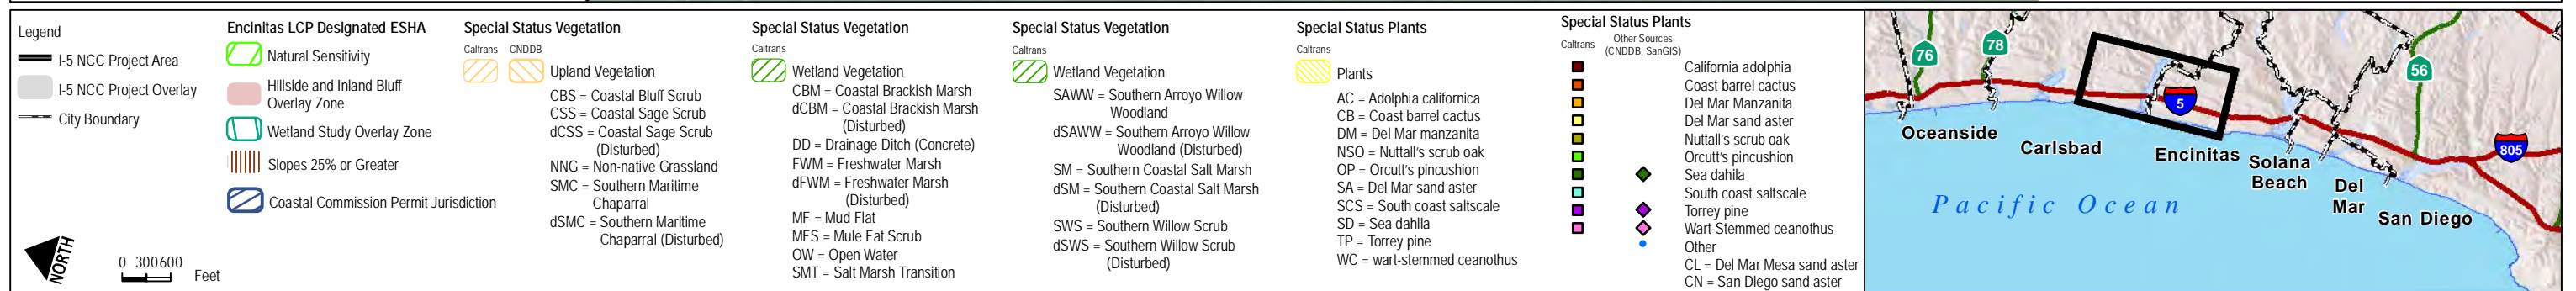 Legend
I-5 NCC Project Area
I-5 NCC Project Overlay
City Boundary
NORTH
0 300 600
Feet
Encinitas LCP Designated ESHA
Natural Sensitivity
Hillside and Inland Bluff
Overlay Zone
Wetland Study Overlay Zone
Slopes 25% or Greater
Coastal Commission Permit Jurisdiction
Special Status Vegetation
Caltrans CNDDB
Upland Vegetation
CBS = Coastal Bluff Scrub
CSS = Coastal Sage Scrub
dCSS = Coastal Sage Scrub
(Disturbed)
NNG = Non-native Grassland
SMC = Southern Maritime
Chaparral
dSMC = Southern Maritime
Chaparral (Disturbed)
Special Status Vegetation
Caltrans
Wetland Vegetation
CBM = Coastal Brackish Marsh
dCBM = Coastal Brackish Marsh
(Disturbed)
DD = Drainage Ditch (Concrete)
FWM = Freshwater Marsh
dFWM = Freshwater Marsh
(Disturbed)
MF = Mud Flat
MFS = Mule Fat Scrub
OW = Open Water
SMT = Salt Marsh Transition
Special Status Vegetation
Caltrans
Wetland Vegetation
SAWW = Southern Arroyo Willow
Woodland
dSAWW = Southern Arroyo Willow
Woodland (Disturbed)
SM = Southern Coastal Salt Marsh
dSM = Southern Coastal Salt Marsh
(Disturbed)
SWS = Southern Willow Scrub
dSWS = Southern Willow Scrub
(Disturbed)
Special Status Plants
Caltrans
Plants
AC = Adolphia californica
CB = Coast barrel cactus
DM = Del Mar manzanita
NSO = Nuttall's scrub oak
OP = Orcutt's pincushion
SA = Del Mar sand aster
SCS = South coast saltscale
SD = Sea dahlia
TP = Torrey pine
WC = wart-stemmed ceanothus
Special Status Plants
Caltrans
Other Sources
(CNDDB, SanGIS)
California adolphia
Coast barrel cactus
Del Mar Manzanita
Del Mar sand aster
Nuttall's scrub oak
Orcutt's pincushion
Sea dahila
South coast saltscale
Torrey pine
Wart-Stemmed ceanothus
Other
CL = Del Mar Mesa sand aster
CN = San Diego sand aster
76
78
56
5
805
Oceanside
Carlsbad
Encinitas
Solana
Beach
Del
Mar
San Diego
Pacific Ocean